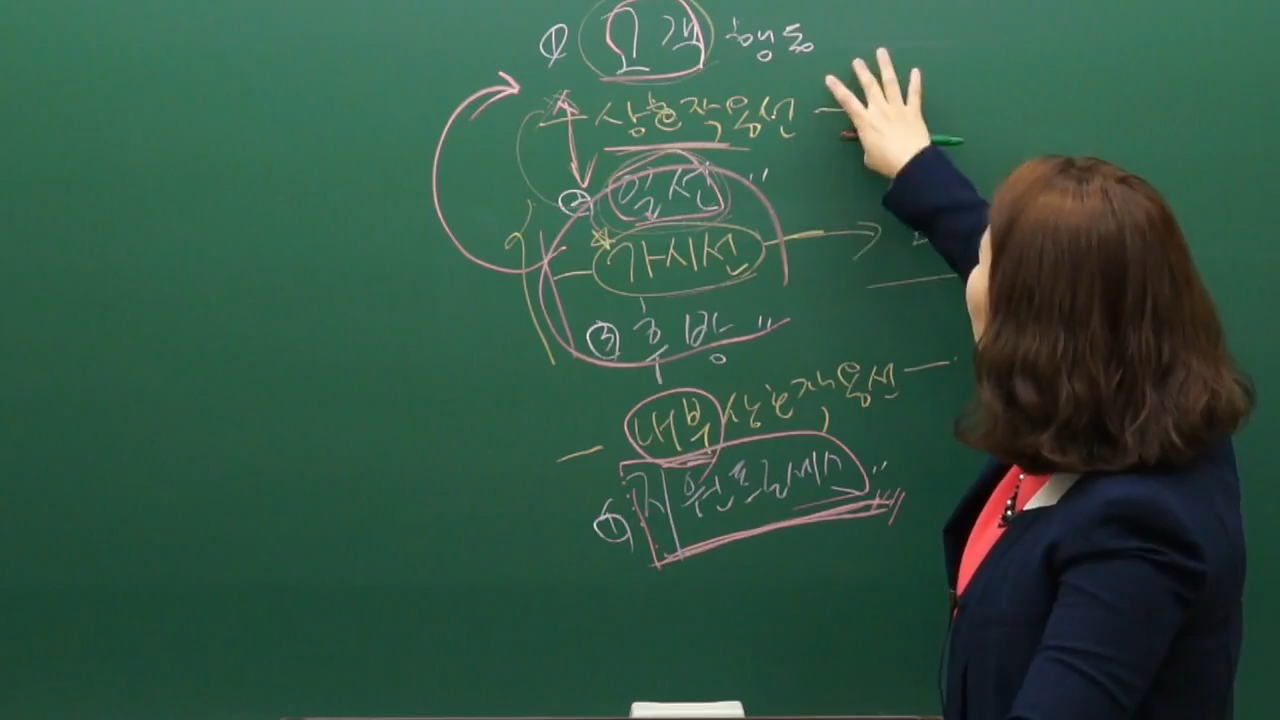 ① 고객 행동
* 상호작용선
② 일선 "
* 가시선
③ 후방 "
내부 상호작용선
④ 지원프로세스 "